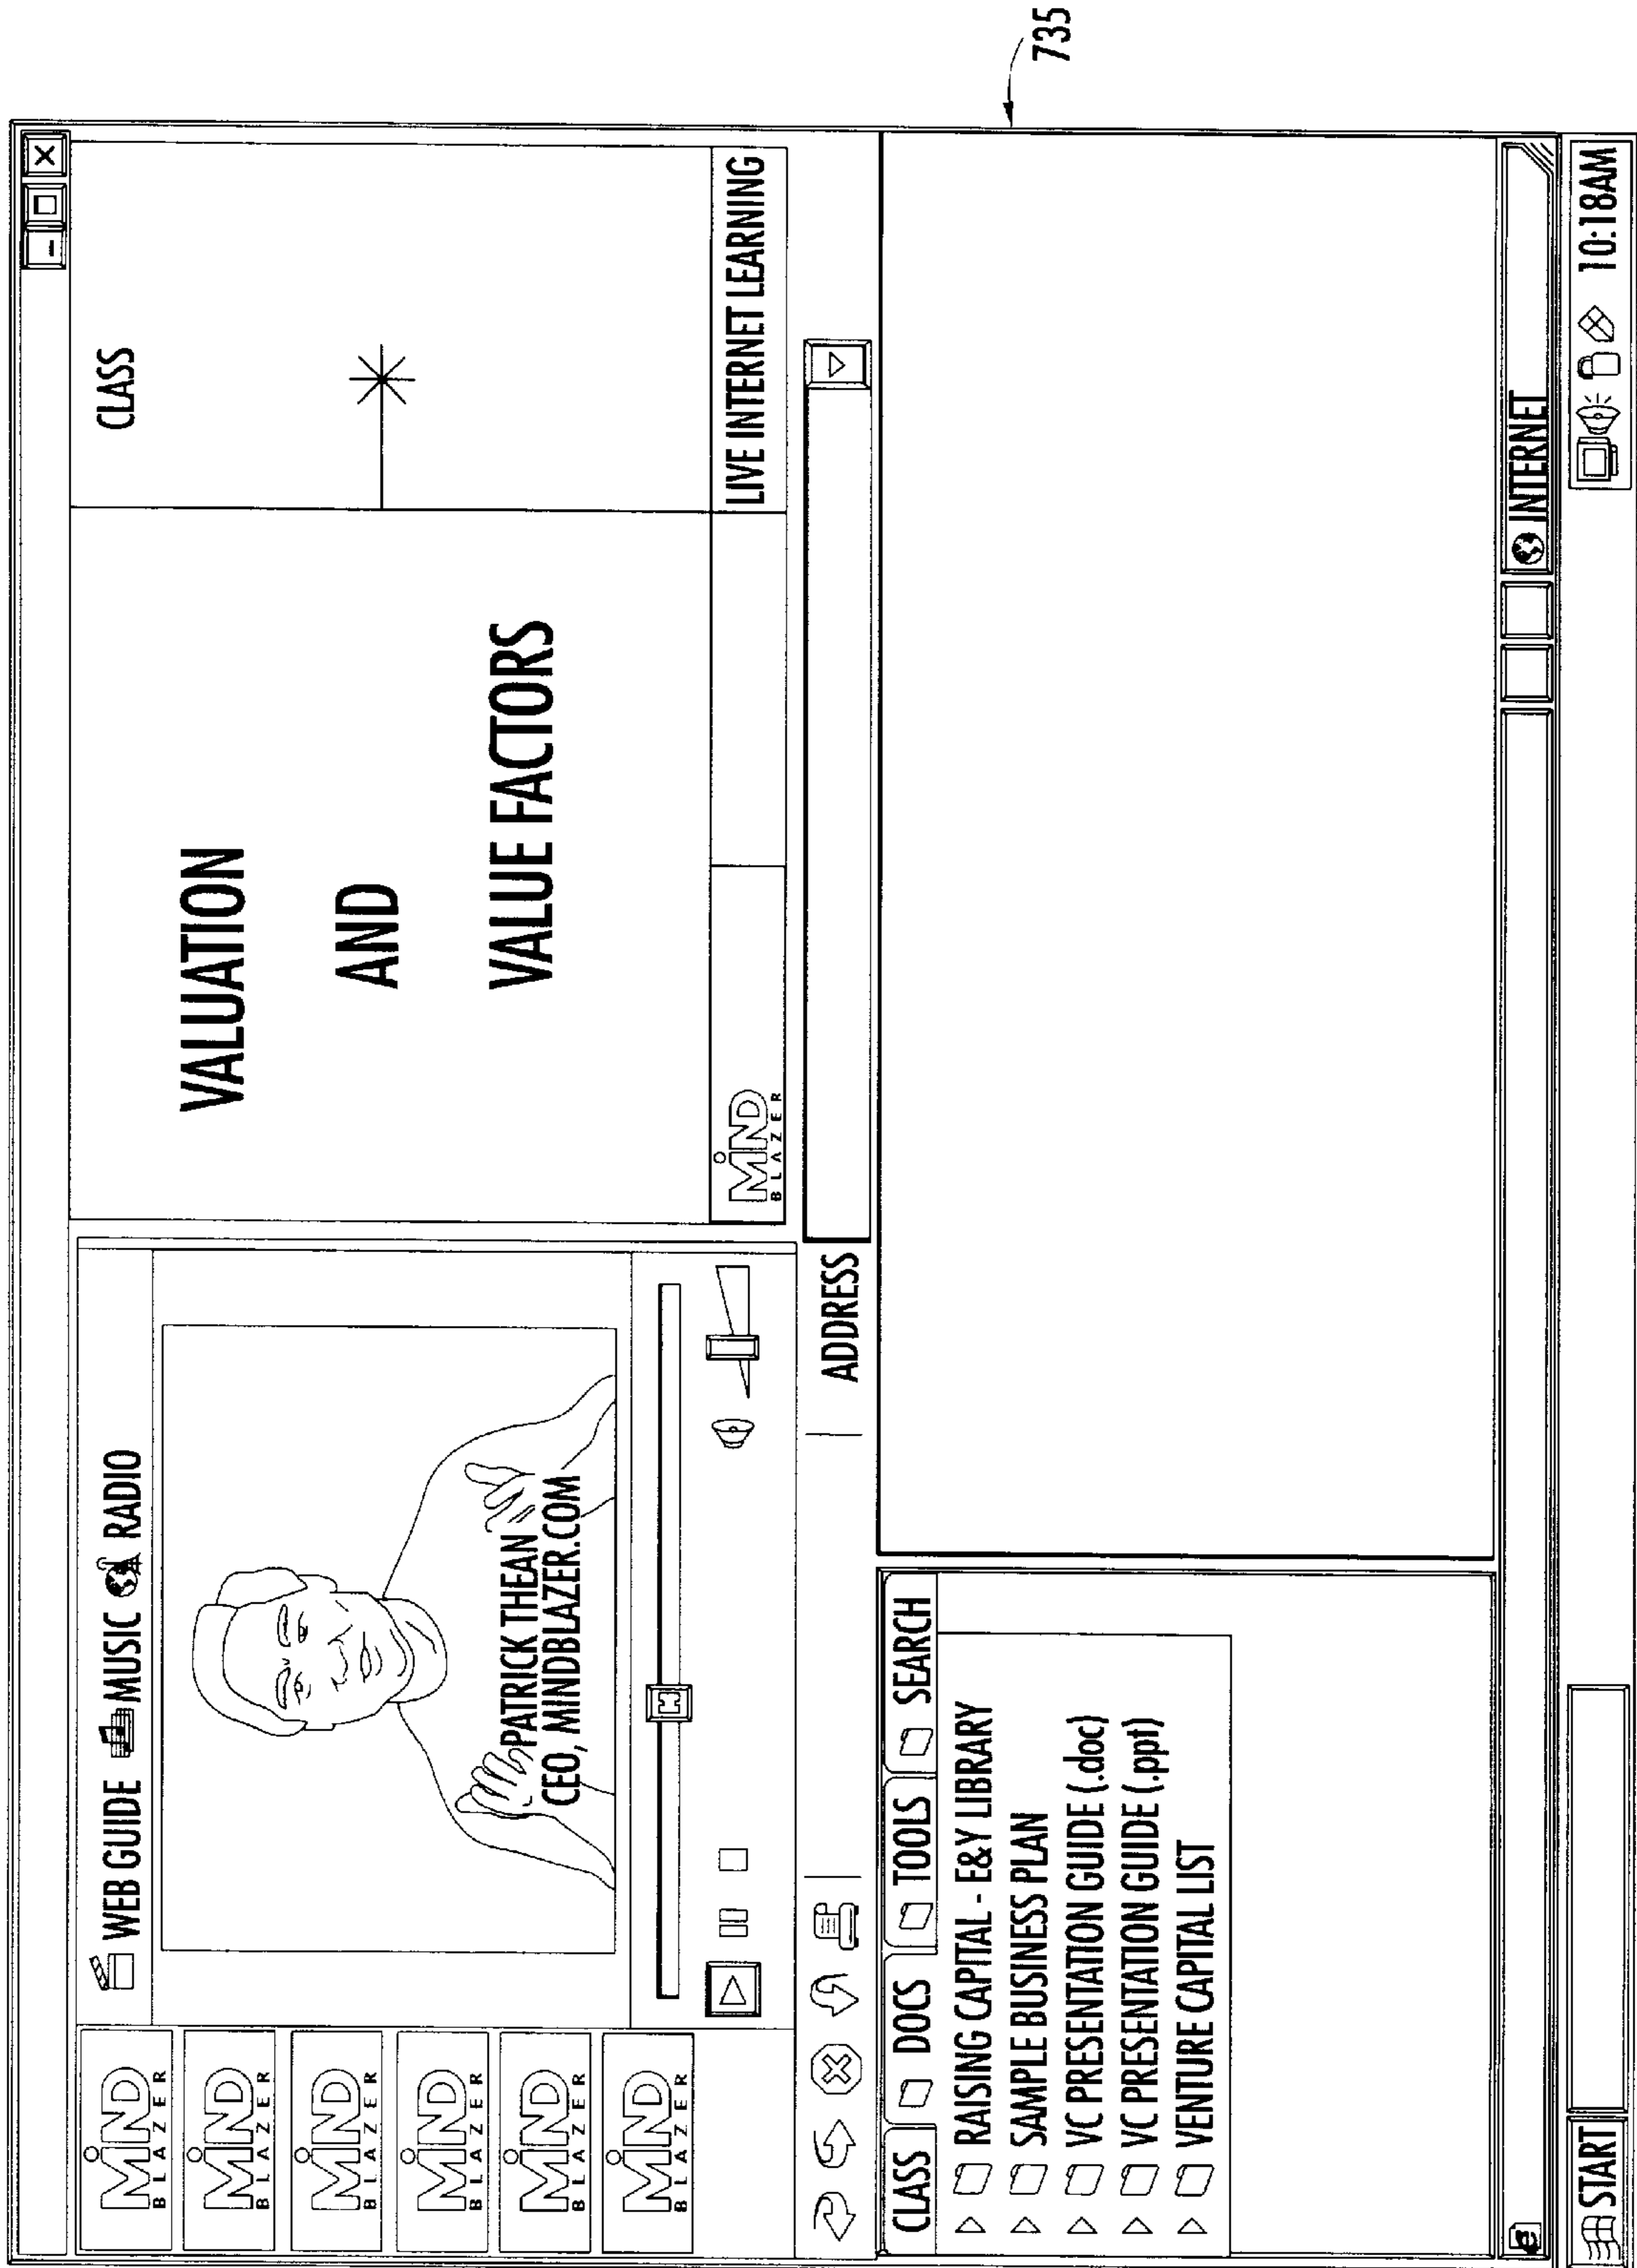 WEB GUIDE MUSIC RADIO
MIND
BLAZER
MIND
BLAZER
MIND
BLAZER
MIND
BLAZER
MIND
BLAZER
MIND
BLAZER
PATRICK THEAN
CEO, MINDBLAZER.COM
VALUATION
AND
VALUE FACTORS
CLASS
MIND
BLAZER
LIVE INTERNET LEARNING
ADDRESS
CLASS DOCS TOOLS SEARCH
RAISING CAPITAL - E&Y LIBRARY
SAMPLE BUSINESS PLAN
VC PRESENTATION GUIDE (.doc)
VC PRESENTATION GUIDE (.ppt)
VENTURE CAPITAL LIST
735
e
INTERNET
START
10:18AM